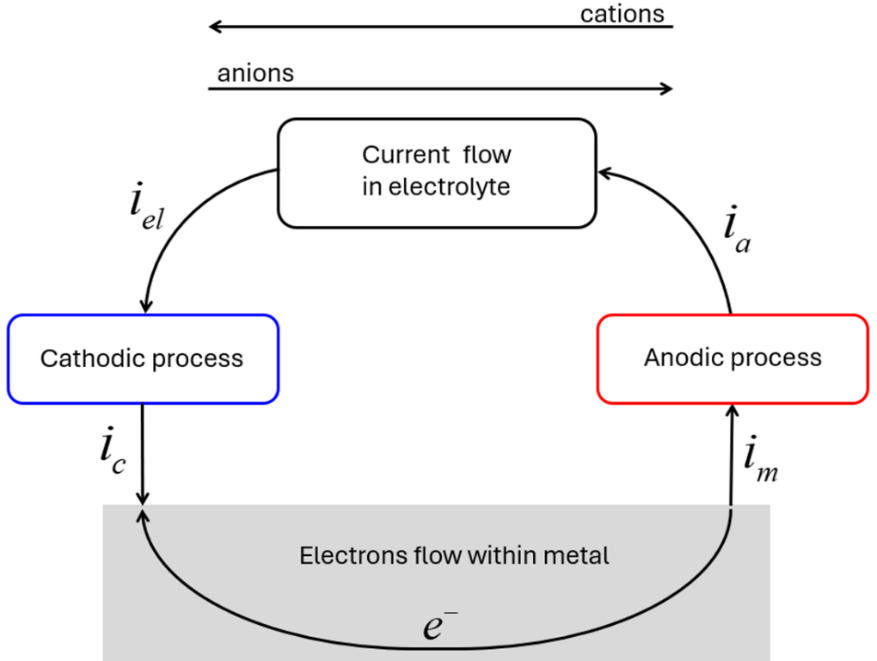 cations
anions
Current flow
in electrolyte
i_el
i_a
Cathodic process
Anodic process
i_c
i_m
Electrons flow within metal
e⁻